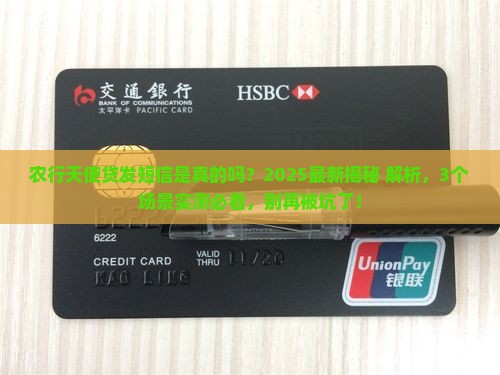 交通銀行
BANK OF COMMUNICATIONS
太平洋卡 PACIFIC CARD
HSBC
农行天使贷发短信是真的吗？2025最新揭秘 解析，3个
场景实测必看，别再被坑了！
6222
CREDIT CARD
VALID
THRU
11/20
MAO LING
UnionPay
银联